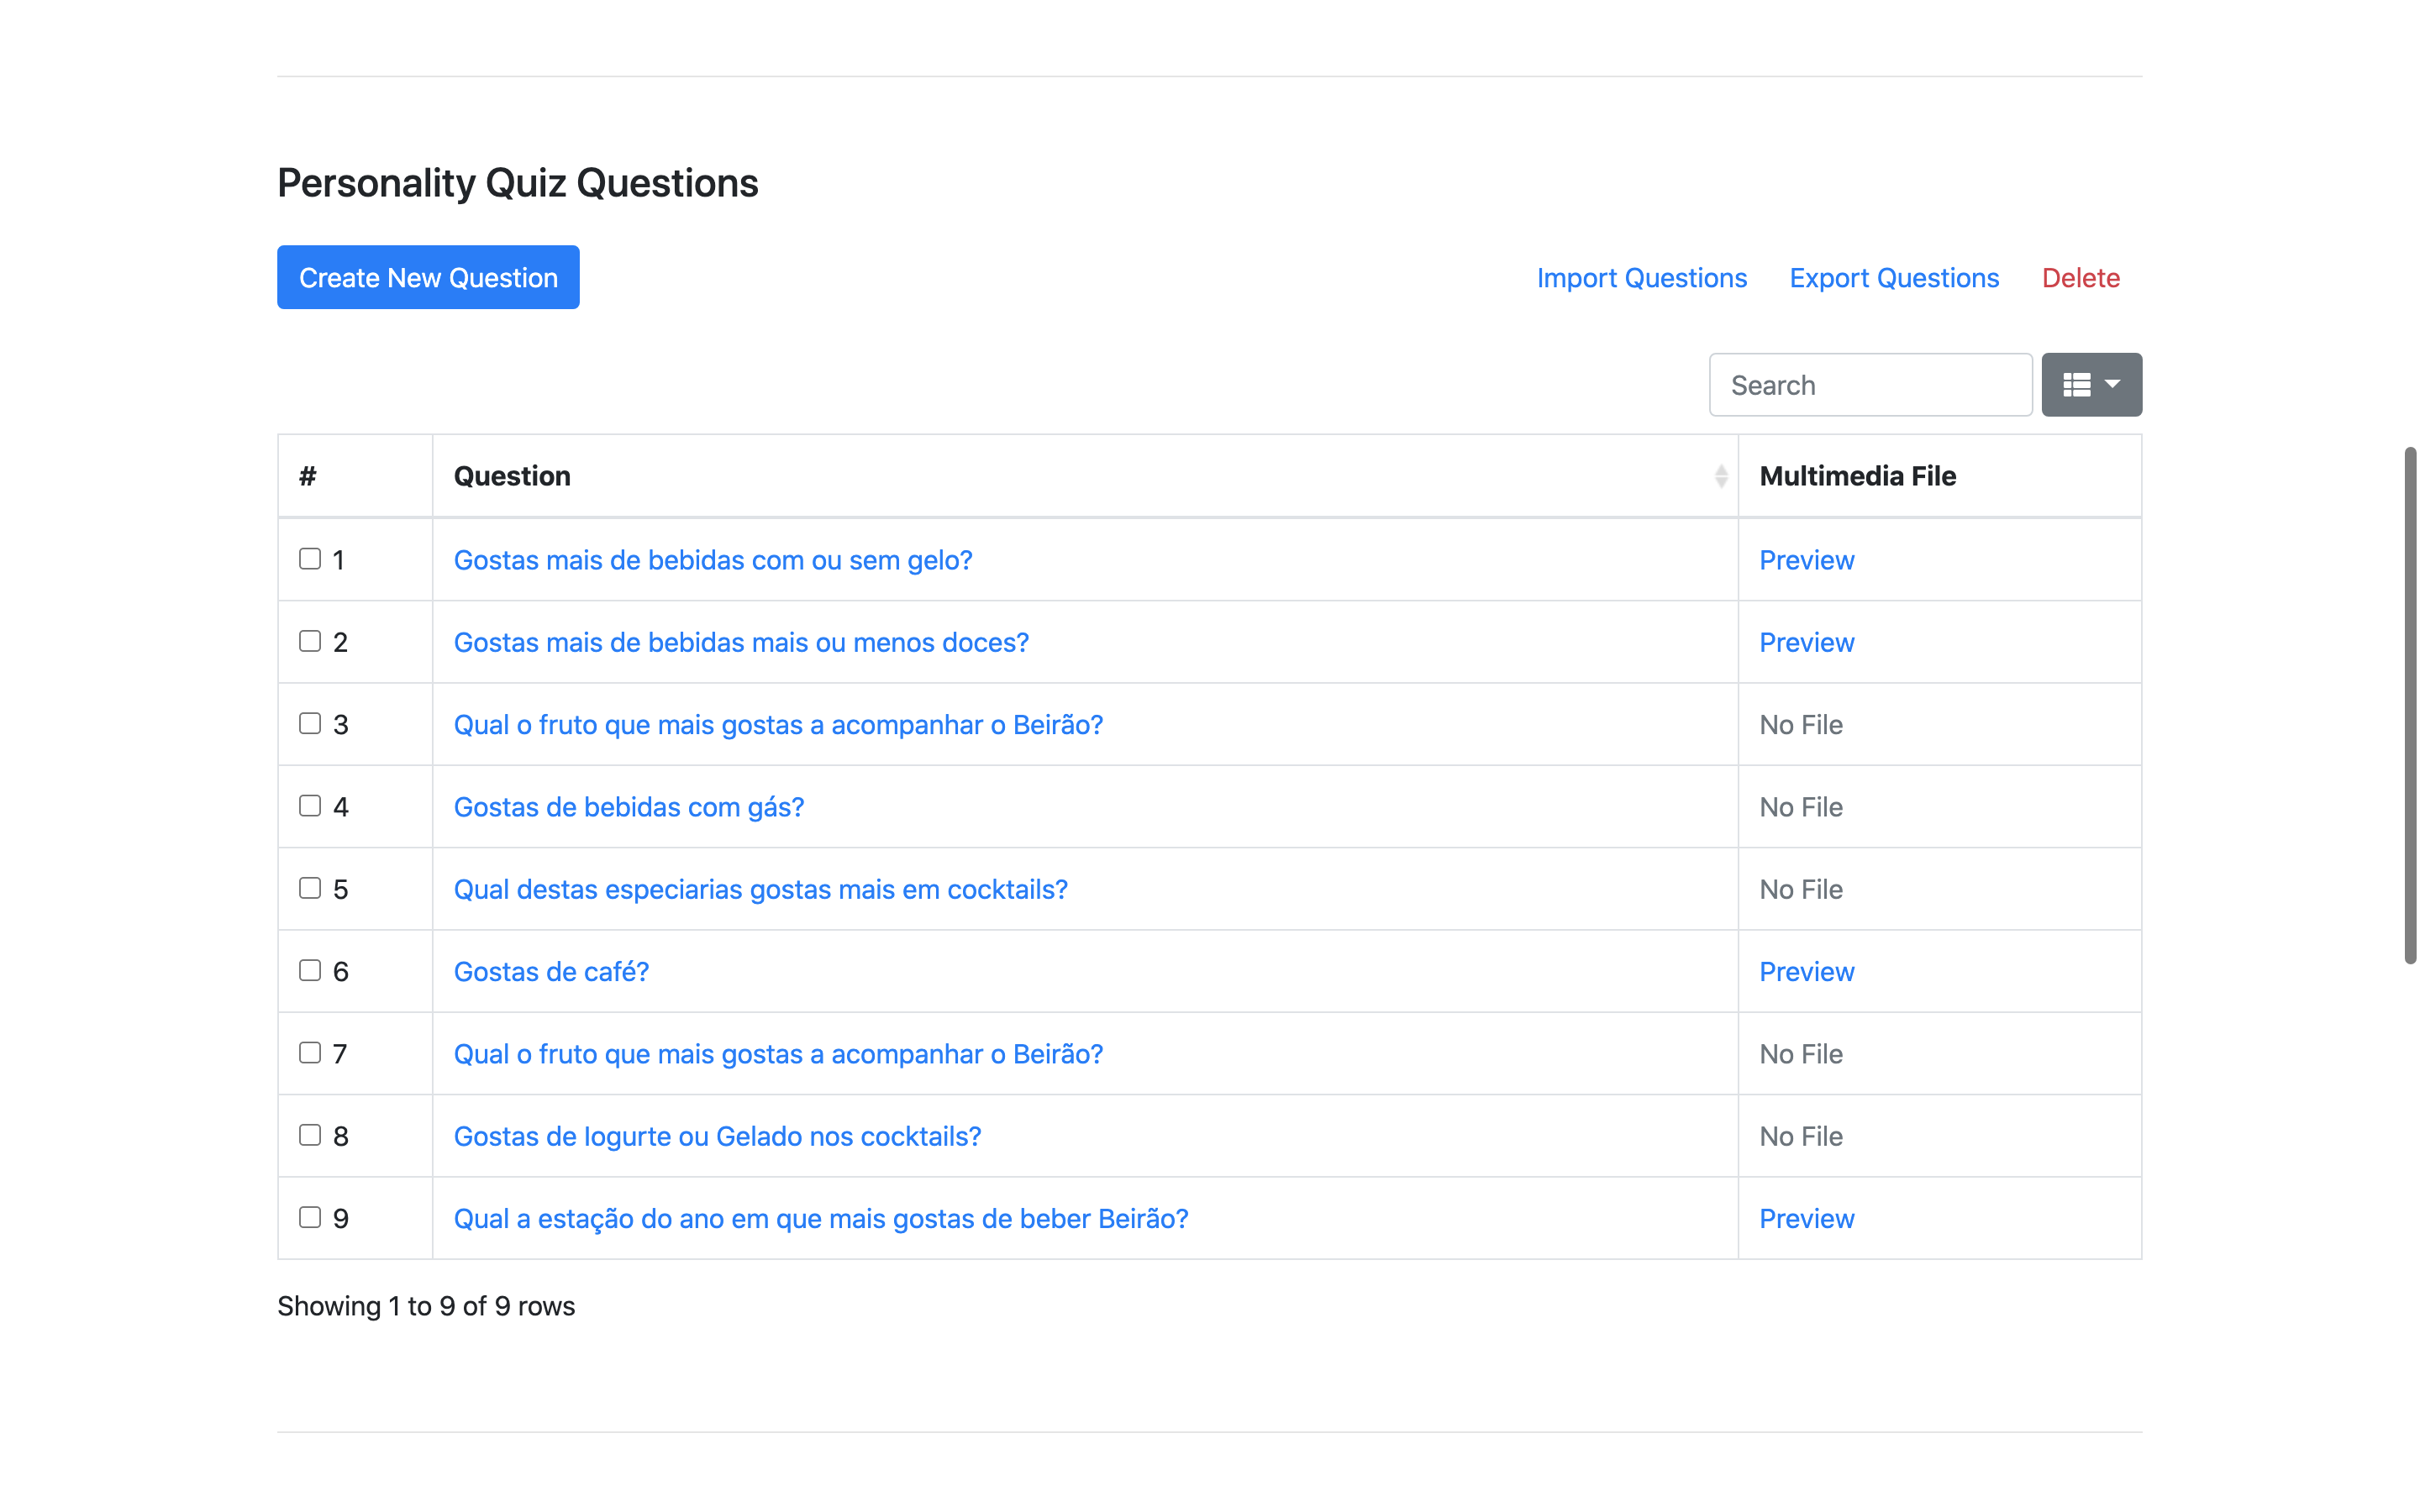 Personality Quiz Questions
Create New Question Import Questions Export Questions Delete
Search
# Question Multimedia File
1 Gostas mais de bebidas com ou sem gelo? Preview
2 Gostas mais de bebidas mais ou menos doces? Preview
3 Qual o fruto que mais gostas a acompanhar o Beirão? No File
4 Gostas de bebidas com gás? No File
5 Qual destas especiarias gostas mais em cocktails? No File
6 Gostas de café? Preview
7 Qual o fruto que mais gostas a acompanhar o Beirão? No File
8 Gostas de Iogurte ou Gelado nos cocktails? No File
9 Qual a estação do ano em que mais gostas de beber Beirão? Preview
Showing 1 to 9 of 9 rows